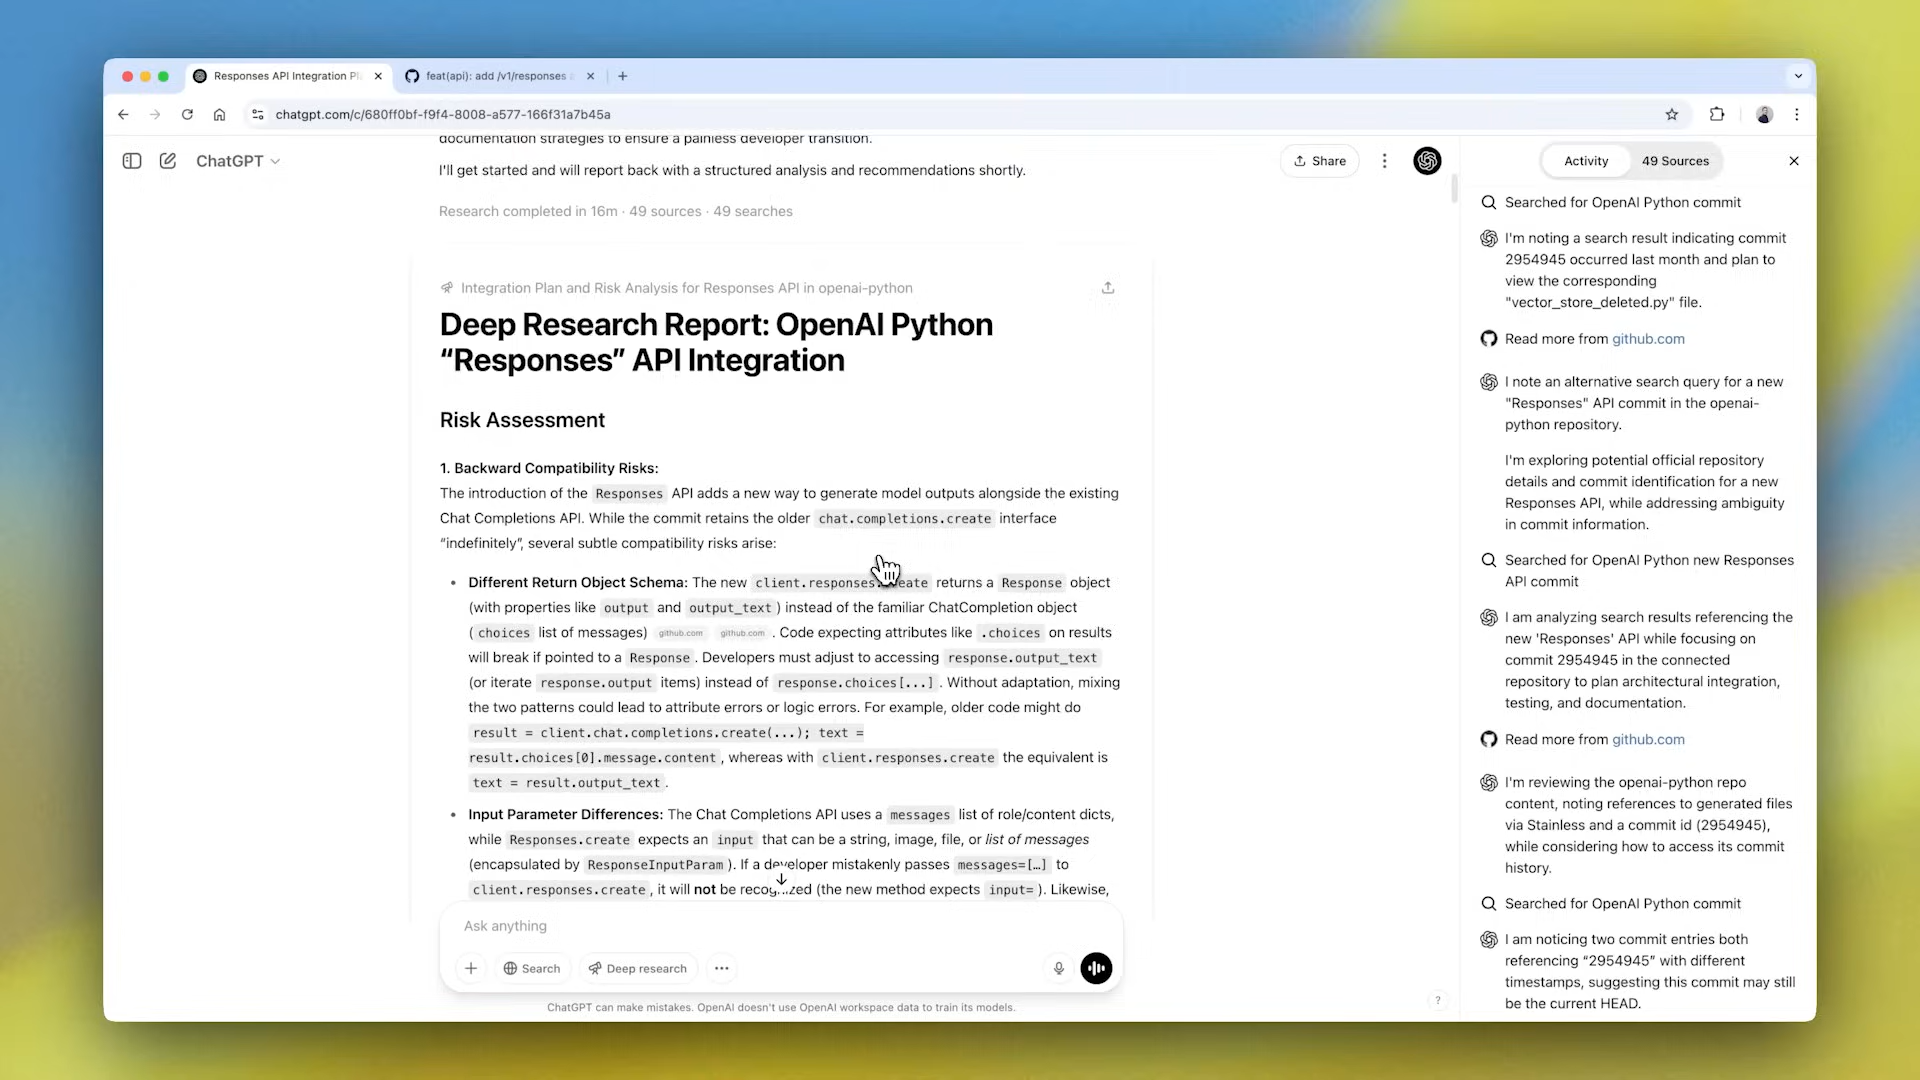 Responses API Integration Pl
feat(api): add /v1/responses
chatgpt.com/c/680ff0bf-f9f4-8008-a577-166f31a7b45a
ChatGPT
documentation strategies to ensure a painless developer transition.
I'll get started and will report back with a structured analysis and recommendations shortly.
Research completed in 16m · 49 sources · 49 searches
Share
Integration Plan and Risk Analysis for Responses API in openai-python
Deep Research Report: OpenAI Python
“Responses” API Integration
Risk Assessment
1. Backward Compatibility Risks:
The introduction of the Responses API adds a new way to generate model outputs alongside the existing
Chat Completions API. While the commit retains the older chat.completions.create interface
“indefinitely”, several subtle compatibility risks arise:
• Different Return Object Schema: The new client.responses.create returns a Response object
(with properties like output and output_text) instead of the familiar ChatCompletion object
(choices list of messages) github.com github.com. Code expecting attributes like .choices on results
will break if pointed to a Response. Developers must adjust to accessing response.output_text
(or iterate response.output items) instead of response.choices[...]. Without adaptation, mixing
the two patterns could lead to attribute errors or logic errors. For example, older code might do
result = client.chat.completions.create(...); text =
result.choices[0].message.content, whereas with client.responses.create the equivalent is
text = result.output_text.
• Input Parameter Differences: The Chat Completions API uses a messages list of role/content dicts,
while Responses.create expects an input that can be a string, image, file, or list of messages
(encapsulated by ResponseInputParam). If a developer mistakenly passes messages=[…] to
client.responses.create, it will not be recognized (the new method expects input=). Likewise,
Ask anything
Search
Deep research
ChatGPT can make mistakes. OpenAI doesn't use OpenAI workspace data to train its models.
?
Activity
49 Sources
Searched for OpenAI Python commit
I'm noting a search result indicating commit
2954945 occurred last month and plan to
view the corresponding
"vector_store_deleted.py" file.
Read more from github.com
I note an alternative search query for a new
"Responses" API commit in the openai-
python repository.
I'm exploring potential official repository
details and commit identification for a new
Responses API, while addressing ambiguity
in commit information.
Searched for OpenAI Python new Responses
API commit
I am analyzing search results referencing the
new 'Responses' API while focusing on
commit 2954945 in the connected
repository to plan architectural integration,
testing, and documentation.
Read more from github.com
I'm reviewing the openai-python repo
content, noting references to generated files
via Stainless and a commit id (2954945),
while considering how to access its commit
history.
Searched for OpenAI Python commit
I am noticing two commit entries both
referencing “2954945” with different
timestamps, suggesting this commit may still
be the current HEAD.